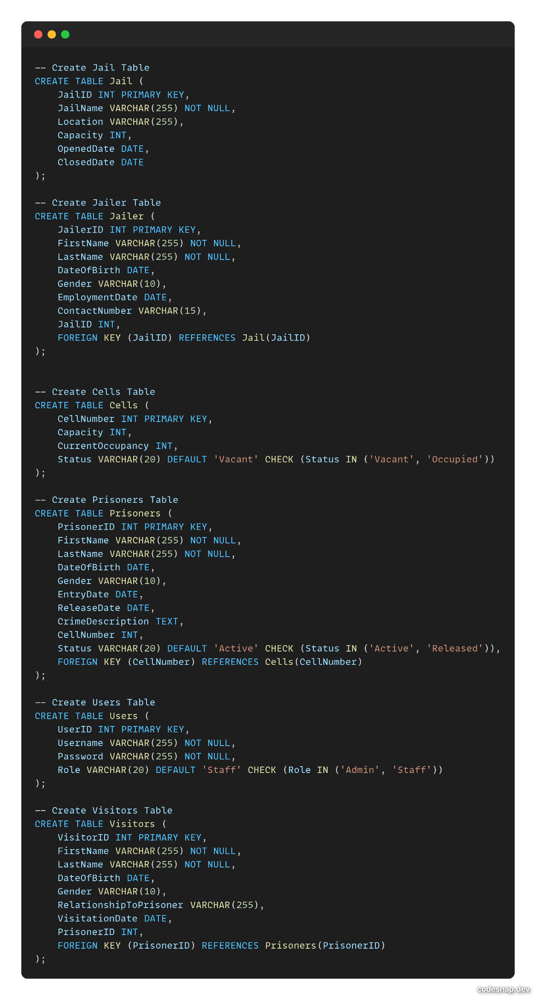 -- Create Jail Table
CREATE TABLE Jail (
    JailID INT PRIMARY KEY,
    JailName VARCHAR(255) NOT NULL,
    Location VARCHAR(255),
    Capacity INT,
    OpenedDate DATE,
    ClosedDate DATE
);

-- Create Jailer Table
CREATE TABLE Jailer (
    JailerID INT PRIMARY KEY,
    FirstName VARCHAR(255) NOT NULL,
    LastName VARCHAR(255) NOT NULL,
    DateOfBirth DATE,
    Gender VARCHAR(10),
    EmploymentDate DATE,
    ContactNumber VARCHAR(15),
    JailID INT,
    FOREIGN KEY (JailID) REFERENCES Jail(JailID)
);


-- Create Cells Table
CREATE TABLE Cells (
    CellNumber INT PRIMARY KEY,
    Capacity INT,
    CurrentOccupancy INT,
    Status VARCHAR(20) DEFAULT 'Vacant' CHECK (Status IN ('Vacant', 'Occupied'))
);

-- Create Prisoners Table
CREATE TABLE Prisoners (
    PrisonerID INT PRIMARY KEY,
    FirstName VARCHAR(255) NOT NULL,
    LastName VARCHAR(255) NOT NULL,
    DateOfBirth DATE,
    Gender VARCHAR(10),
    EntryDate DATE,
    ReleaseDate DATE,
    CrimeDescription TEXT,
    CellNumber INT,
    Status VARCHAR(20) DEFAULT 'Active' CHECK (Status IN ('Active', 'Released')),
    FOREIGN KEY (CellNumber) REFERENCES Cells(CellNumber)
);

-- Create Users Table
CREATE TABLE Users (
    UserID INT PRIMARY KEY,
    Username VARCHAR(255) NOT NULL,
    Password VARCHAR(255) NOT NULL,
    Role VARCHAR(20) DEFAULT 'Staff' CHECK (Role IN ('Admin', 'Staff'))
);

-- Create Visitors Table
CREATE TABLE Visitors (
    VisitorID INT PRIMARY KEY,
    FirstName VARCHAR(255) NOT NULL,
    LastName VARCHAR(255) NOT NULL,
    DateOfBirth DATE,
    Gender VARCHAR(10),
    RelationshipToPrisoner VARCHAR(255),
    VisitationDate DATE,
    PrisonerID INT,
    FOREIGN KEY (PrisonerID) REFERENCES Prisoners(PrisonerID)
);
codesnap.dev